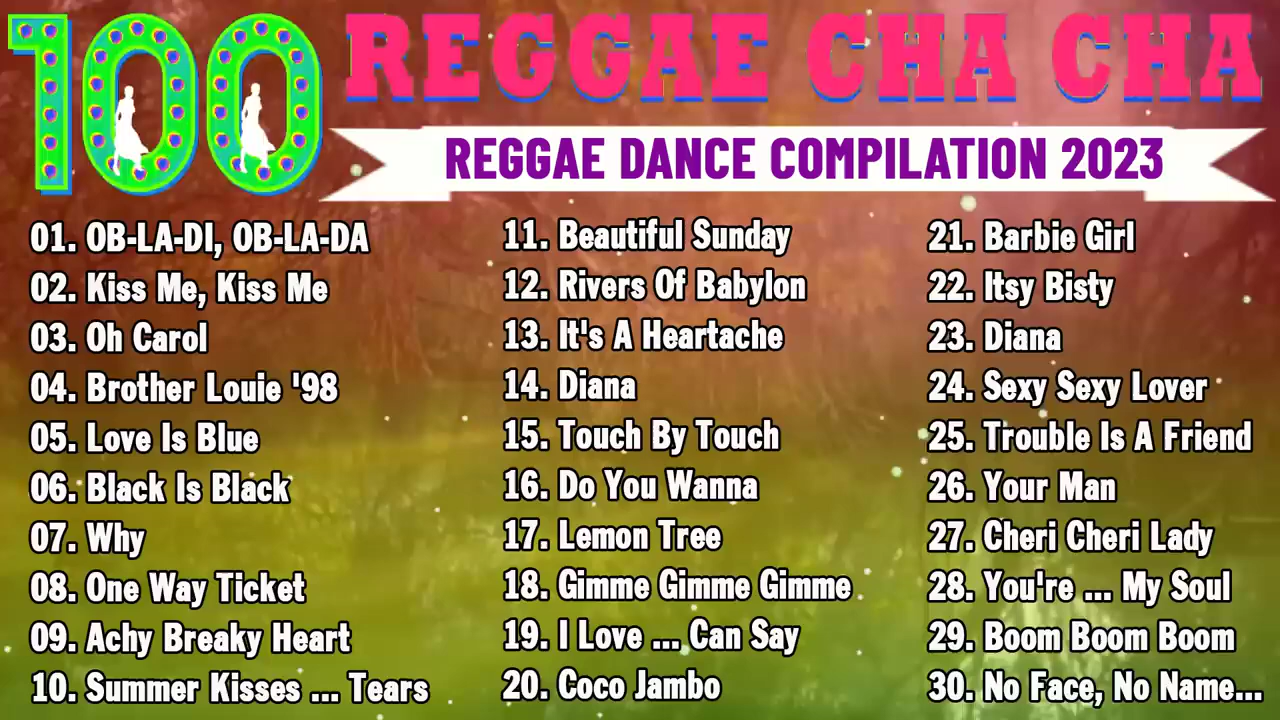 100 REGGAE CHA CHA
REGGAE DANCE COMPILATION 2023
01. OB-LA-DI, OB-LA-DA
02. Kiss Me, Kiss Me
03. Oh Carol
04. Brother Louie '98
05. Love Is Blue
06. Black Is Black
07. Why
08. One Way Ticket
09. Achy Breaky Heart
10. Summer Kisses ... Tears
11. Beautiful Sunday
12. Rivers Of Babylon
13. It's A Heartache
14. Diana
15. Touch By Touch
16. Do You Wanna
17. Lemon Tree
18. Gimme Gimme Gimme
19. I Love ... Can Say
20. Coco Jambo
21. Barbie Girl
22. Itsy Bisty
23. Diana
24. Sexy Sexy Lover
25. Trouble Is A Friend
26. Your Man
27. Cheri Cheri Lady
28. You're ... My Soul
29. Boom Boom Boom
30. No Face, No Name...